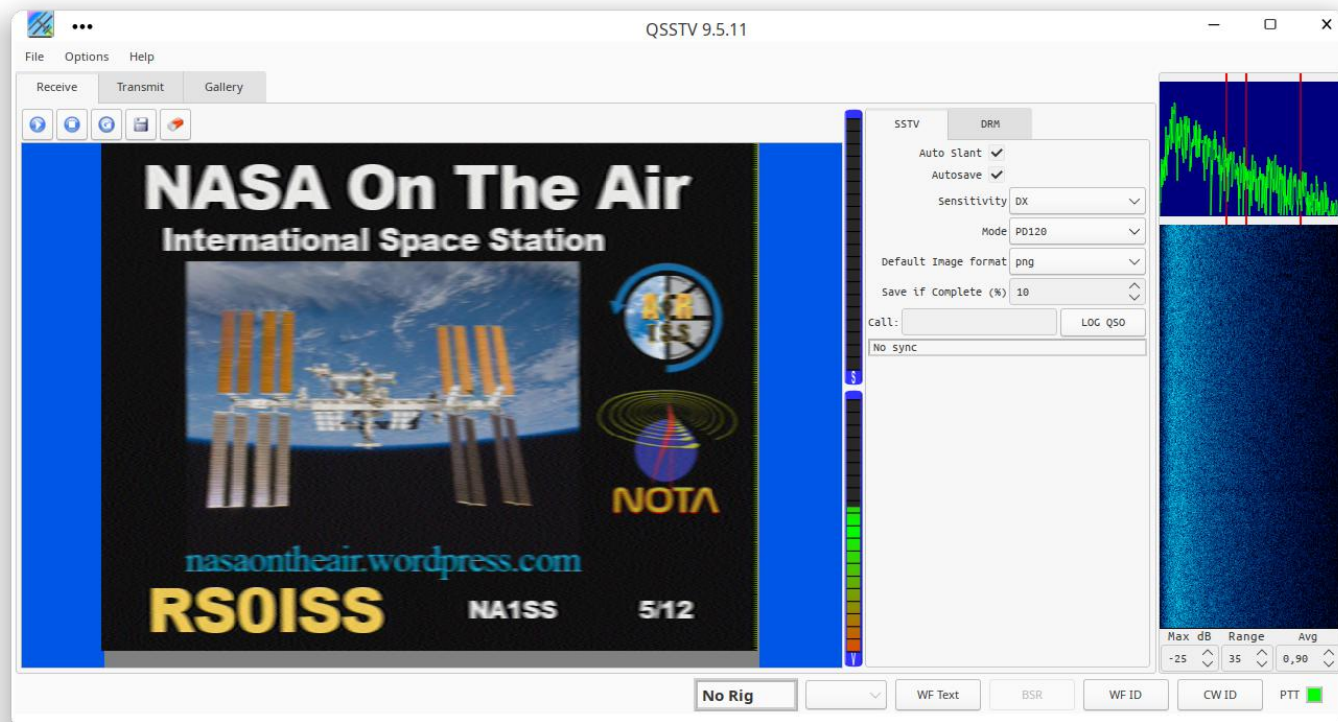 QSSTV 9.5.11
File Options Help
Receive Transmit Gallery
NASA On The Air
International Space Station
ARISS
NOTA
nasaontheair.wordpress.com
RS0ISS NA1SS 5/12
S
V
SSTV DRM
Auto Slant
Autosave
Sensitivity DX
Mode PD120
Default Image format png
Save if Complete (%) 10
Call: LOG QSO
No sync
Max dB Range Avg
-25 35 0,90
No Rig WF Text BSR WF ID CW ID PTT